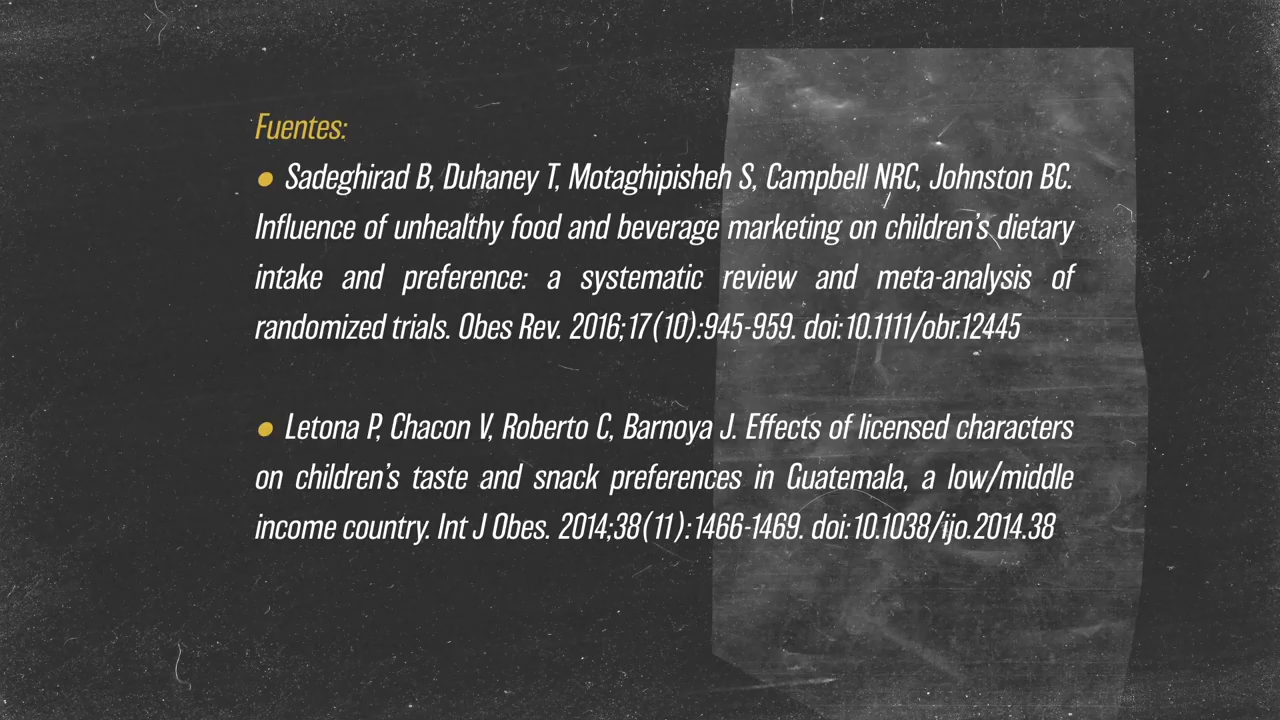 Fuentes:
● Sadeghirad B, Duhaney T, Motaghipisheh S, Campbell NRC, Johnston BC.
Influence of unhealthy food and beverage marketing on children’s dietary
intake and preference: a systematic review and meta-analysis of
randomized trials. Obes Rev. 2016;17(10):945-959. doi:10.1111/obr.12445
● Letona P, Chacon V, Roberto C, Barnoya J. Effects of licensed characters
on children’s taste and snack preferences in Guatemala, a low/middle
income country. Int J Obes. 2014;38(11):1466-1469. doi:10.1038/ijo.2014.38